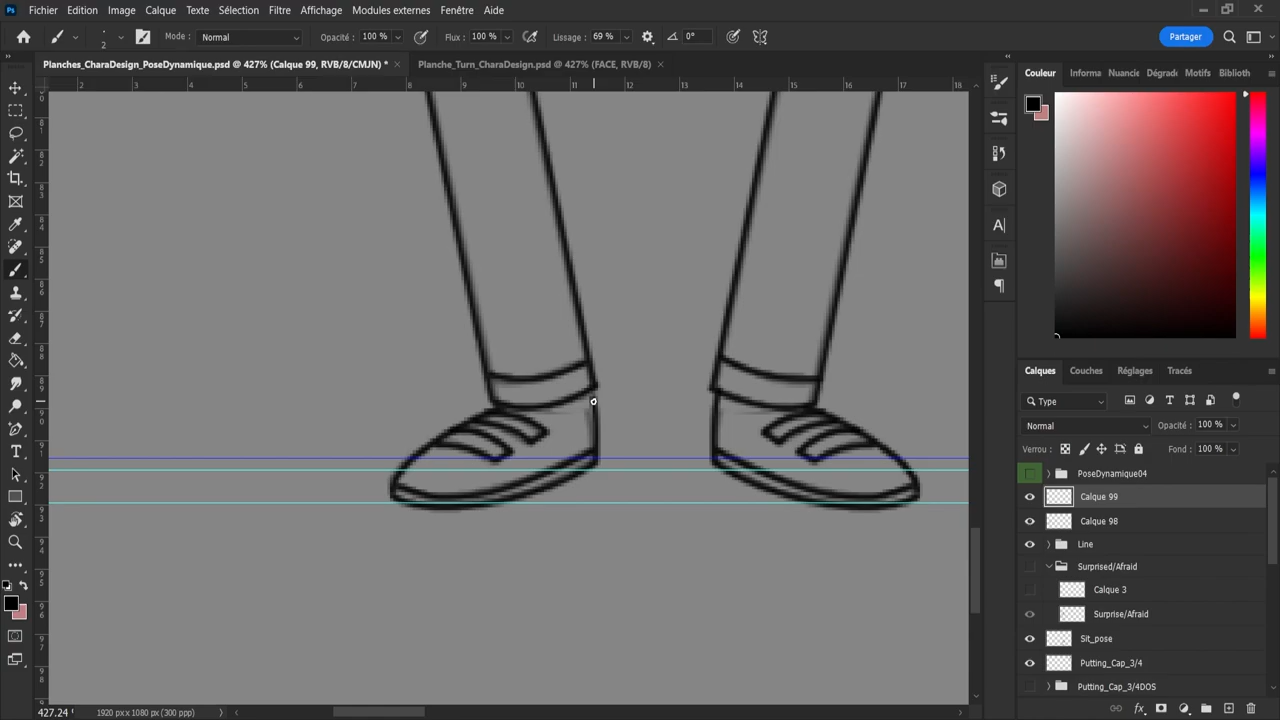 Ps Fichier Edition Image Calque Texte Sélection Filtre Affichage Modules externes Fenêtre Aide
2 Mode : Normal Opacité : 100 % Flux : 100 % Lissage : 69 % 0° Partager
Planches_CharaDesign_PoseDynamique.psd @ 427% (Calque 99, RVB/8/CMJN) * Planche_Turn_CharaDesign.psd @ 427% (FACE, RVB/8)
Couleur Informa Nuancie Dégradé Motifs Biblioth
2 3 4 5 6 7 8 9 10 11 12 13 14 15 16 17 18
Calques Couches Réglages Tracés
Type
Normal Opacité : 100 %
Verrou : Fond : 100 %
PoseDynamique04
Calque 99
Calque 98
Line
Surprised/Afraid
Calque 3
Surprise/Afraid
Sit_pose
Putting_Cap_3/4
Putting_Cap_3/4DOS
427.24 1920 px x 1080 px (300 ppp)
fx